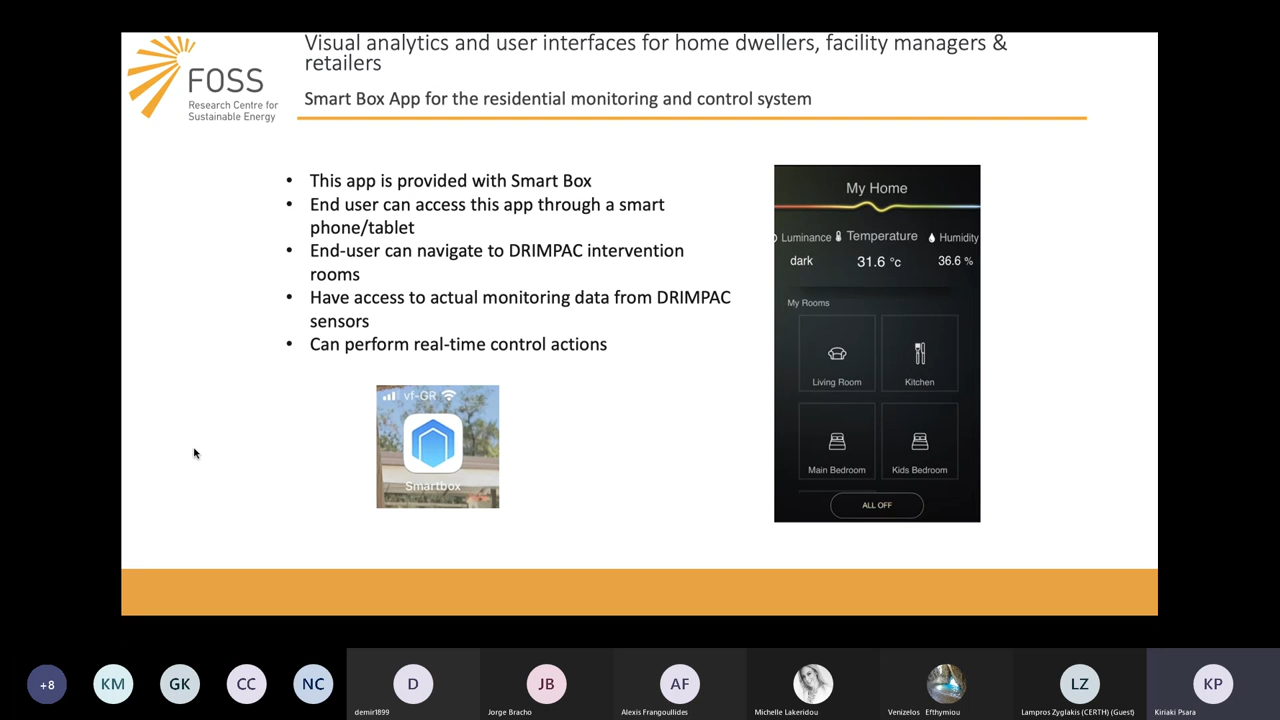 Visual analytics and user interfaces for home dwellers, facility managers &
retailers
FOSS
Research Centre for
Sustainable Energy
Smart Box App for the residential monitoring and control system
• This app is provided with Smart Box
• End user can access this app through a smart
phone/tablet
• End-user can navigate to DRIMPAC intervention
rooms
• Have access to actual monitoring data from DRIMPAC
sensors
• Can perform real-time control actions
vf-GR
Smartbox
My Home
Luminance Temperature Humidity
dark 31.6 °c 36.6 %
My Rooms
Living Room Kitchen
Main Bedroom Kids Bedroom
ALL OFF
+8 KM GK CC NC D JB AF LZ KP
demir1899 Jorge Bracho Alexis Frangoullides Michelle Lakeridou Venizelos Efthymiou Lampros Zyglakis (CERTH) (Guest) Kiriaki Psara